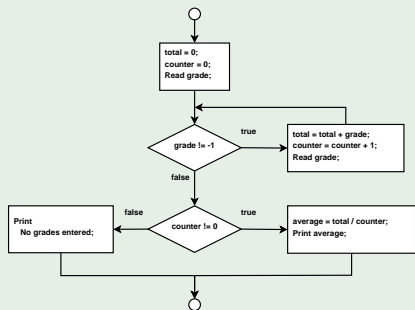 total = 0;
counter = 0;
Read grade;
grade != -1
true
total = total + grade;
counter = counter + 1;
Read grade;
false
counter != 0
false
Print
No grades entered;
true
average = total / counter;
Print average;